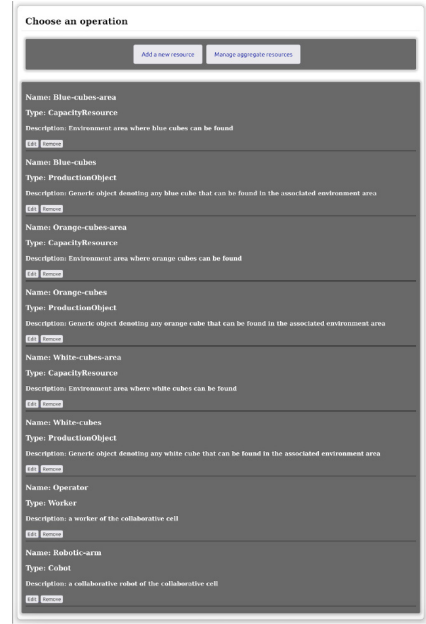 Choose an operation
Add a new resource
Manage aggregate resources
Name: Blue-cubes-area
Type: CapacityResource
Description: Environment area where blue cubes can be found
Edit Remove
Name: Blue-cubes
Type: ProductionObject
Description: Generic object denoting any blue cube that can be found in the associated environment area
Edit Remove
Name: Orange-cubes-area
Type: CapacityResource
Description: Environment area where orange cubes can be found
Edit Remove
Name: Orange-cubes
Type: ProductionObject
Description: Generic object denoting any orange cube that can be found in the associated environment area
Edit Remove
Name: White-cubes-area
Type: CapacityResource
Description: Environment area where white cubes can be found
Edit Remove
Name: White-cubes
Type: ProductionObject
Description: Generic object denoting any white cube that can be found in the associated environment area
Edit Remove
Name: Operator
Type: Worker
Description: a worker of the collaborative cell
Edit Remove
Name: Robotic-arm
Type: Cobot
Description: a collaborative robot of the collaborative cell
Edit Remove